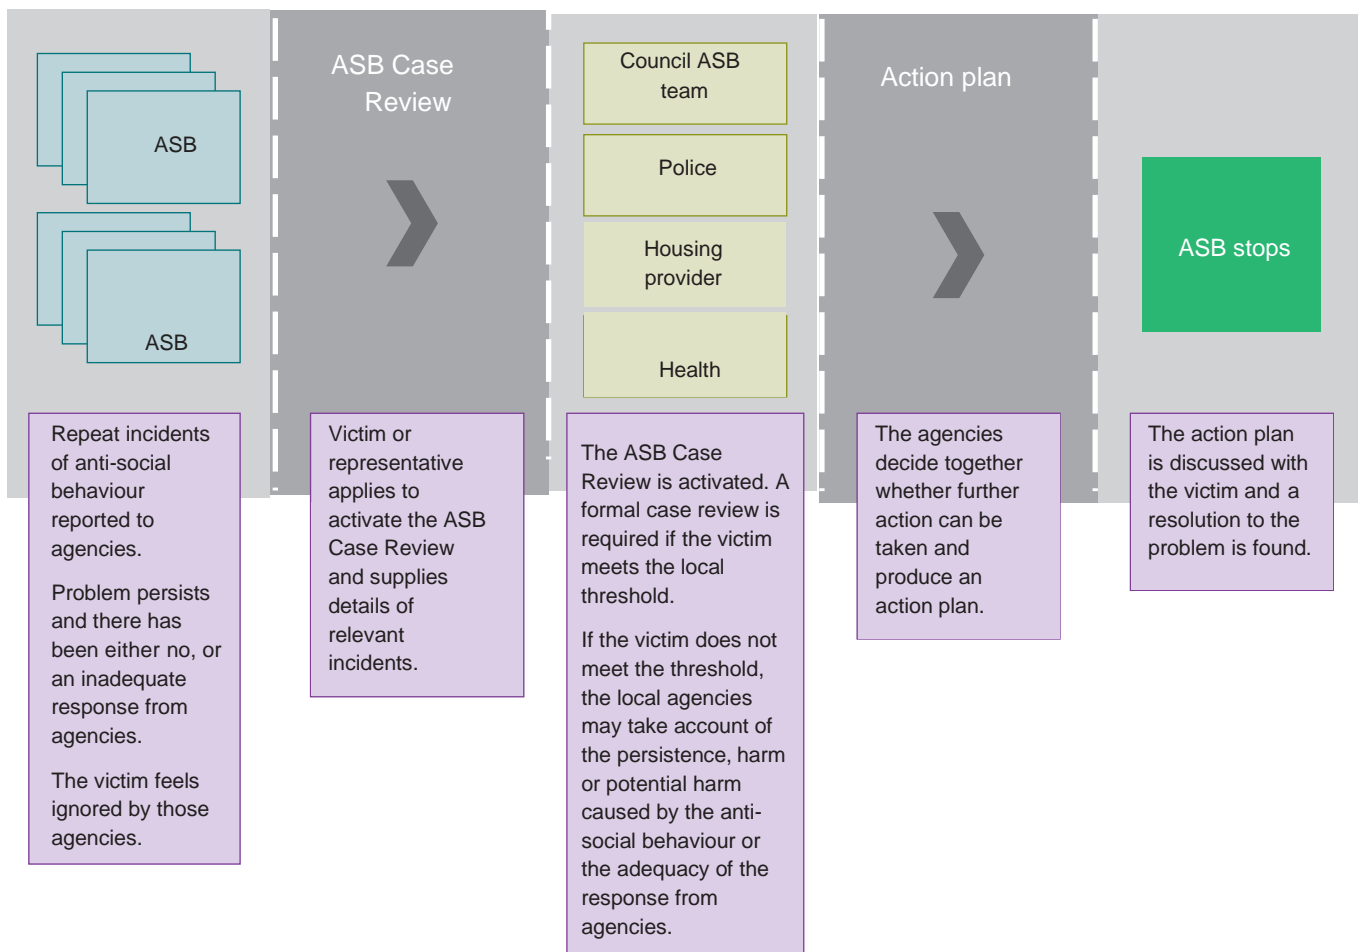 ASB
ASB
ASB Case
Review
Council ASB
team
Police
Housing
provider
Health
Action plan
ASB stops
Repeat incidents
of anti-social
behaviour
reported to
agencies.
Problem persists
and there has
been either no, or
an inadequate
response from
agencies.
The victim feels
ignored by those
agencies.
Victim or
representative
applies to
activate the ASB
Case Review
and supplies
details of
relevant
incidents.
The ASB Case
Review is activated. A
formal case review is
required if the victim
meets the local
threshold.
If the victim does not
meet the threshold,
the local agencies
may take account of
the persistence, harm
or potential harm
caused by the anti-
social behaviour or
the adequacy of the
response from
agencies.
The agencies
decide together
whether further
action can be
taken and
produce an
action plan.
The action plan
is discussed with
the victim and a
resolution to the
problem is found.